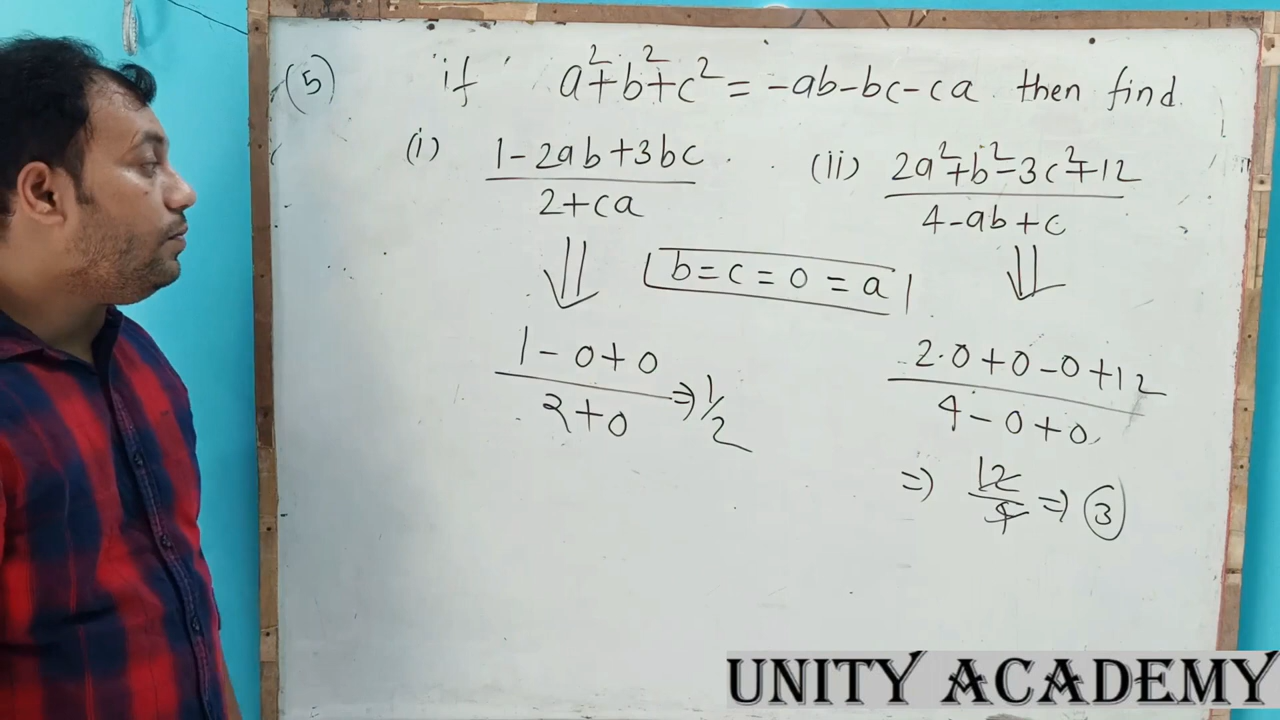 (5) if a²+b²+c² = -ab-bc-ca then find
(i) 1-2ab+3bc / 2+ca (ii) 2a²+b²-3c²+12 / 4-ab+c
b=c=0=a
1-0+0 / 2+0 ⇒ 1/2
2·0+0-0+12 / 4-0+0
⇒ 12/4 ⇒ 3
UNITY ACADEMY